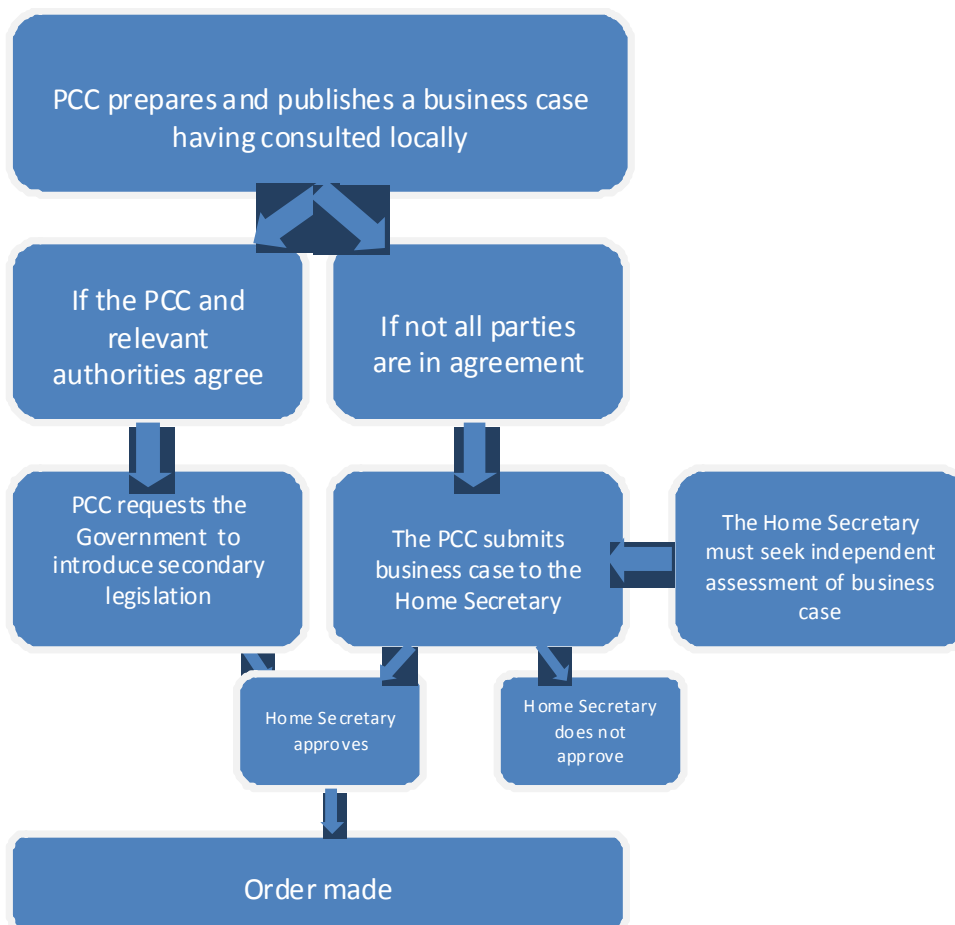 PCC prepares and publishes a business case
having consulted locally
If the PCC and
relevant
authorities agree
If not all parties
are in agreement
PCC requests the
Government to
introduce secondary
legislation
The PCC submits
business case to the
Home Secretary
The Home Secretary
must seek independent
assessment of business
case
Home Secretary
approves
Home Secretary
does not
approve
Order made